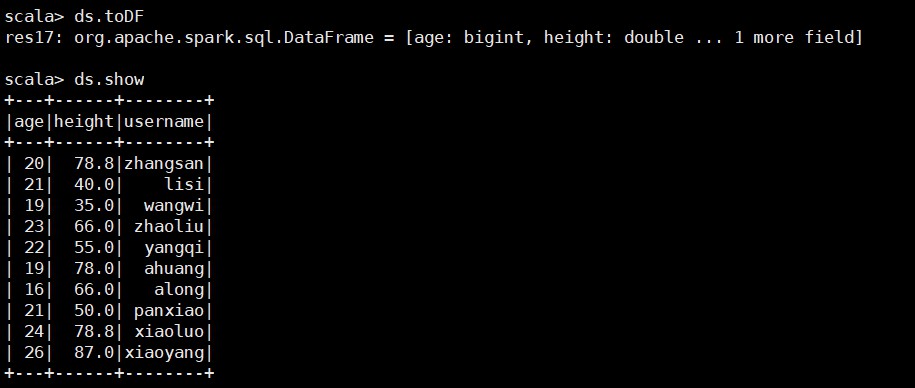 scala> ds.toDF
res17: org.apache.spark.sql.DataFrame = [age: bigint, height: double ... 1 more field]
scala> ds.show
+---+------+--------+
|age|height|username|
+---+------+--------+
| 20|  78.8|zhangsan|
| 21|  40.0|    lisi|
| 19|  35.0|  wangwi|
| 23|  66.0| zhaoliu|
| 22|  55.0|  yangqi|
| 19|  78.0|  ahuang|
| 16|  66.0|   along|
| 21|  50.0| panxiao|
| 24|  78.8| xiaoluo|
| 26|  87.0|xiaoyang|
+---+------+--------+